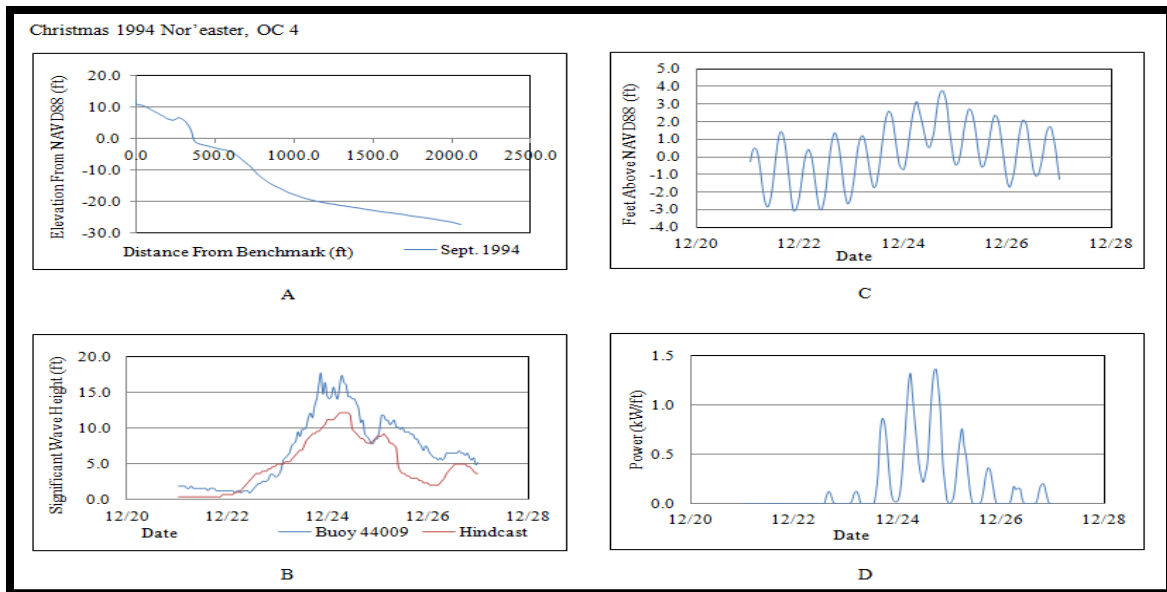 Christmas 1994 Nor'easter, OC 4
Elevation From NAVD88 (ft)
20.0
10.0
0.0
-10.0
-20.0
-30.0
0.0 500.0 1000.0 1500.0 2000.0 2500.0
Distance From Benchmark (ft)
Sept. 1994
A
Feet Above NAVD88 (ft)
5.0
4.0
3.0
2.0
1.0
0.0
-1.0
-2.0
-3.0
-4.0
12/20 12/22 12/24 12/26 12/28
Date
C
Significant Wave Height (ft)
20.0
15.0
10.0
5.0
0.0
12/20 12/22 12/24 12/26 12/28
Date
Buoy 44009 Hindcast
B
Power (kW/ft)
1.5
1.0
0.5
0.0
12/20 12/22 12/24 12/26 12/28
Date
D